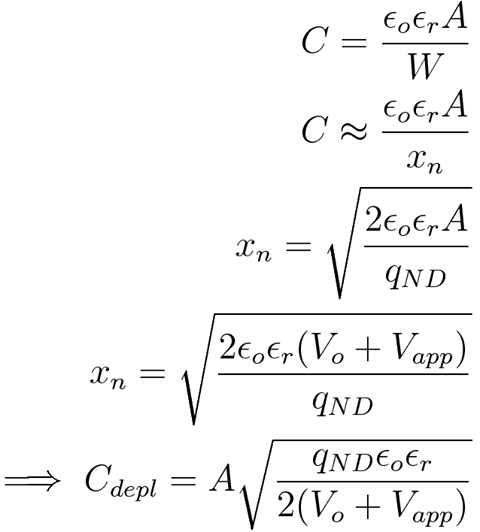 C = \frac{\epsilon_o \epsilon_r A}{W}
C \approx \frac{\epsilon_o \epsilon_r A}{x_n}
x_n = \sqrt{\frac{2\epsilon_o \epsilon_r A}{q_{ND}}}
x_n = \sqrt{\frac{2\epsilon_o \epsilon_r (V_o + V_{app})}{q_{ND}}}
\implies C_{depl} = A\sqrt{\frac{q_{ND}\epsilon_o \epsilon_r}{2(V_o + V_{app})}}